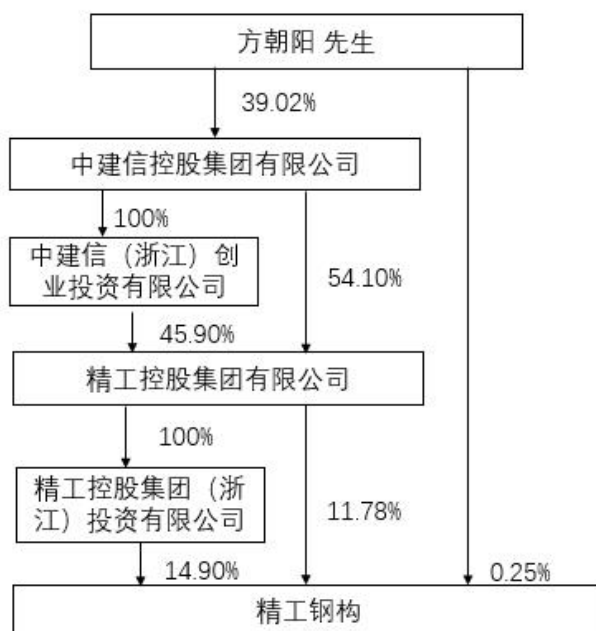 方朝阳 先生
39.02%
中建信控股集团有限公司
100%
中建信（浙江）创
业投资有限公司
54.10%
45.90%
精工控股集团有限公司
100%
精工控股集团（浙
江）投资有限公司
11.78%
14.90%
0.25%
精工钢构